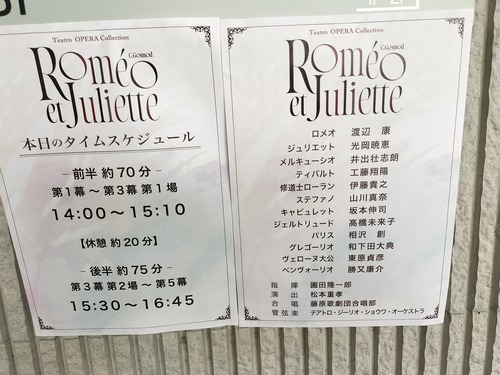 Teatro OPERA Collection
C.Gounod
Roméo
et Juliette
本日のタイムスケジュール
– 前半 約70分 –
第1幕～第3幕 第1場
14:00～15:10
【休憩 約20分】
– 後半 約75分 –
第3幕 第2場～第5幕
15:30～16:45
Teatro OPERA Collection
C.Gounod
Roméo
et Juliette
ロメオ 渡辺 康
ジュリエット 光岡暁恵
メルキューシオ 井出壮志朗
ティバルト 工藤翔陽
修道士ローラン 伊藤貴之
ステファノ 山川真奈
キャピュレット 坂本伸司
ジェルトリュード 髙橋未来子
パリス 相沢 創
グレゴーリオ 和下田大典
ヴェローナ大公 東原貞彦
ベンヴォーリオ 勝又康介
指揮 園田隆一郎
演出 松本重孝
合唱 藤原歌劇団合唱部
管弦楽 テアトロ・ジーリオ・ショウワ・オーケストラ